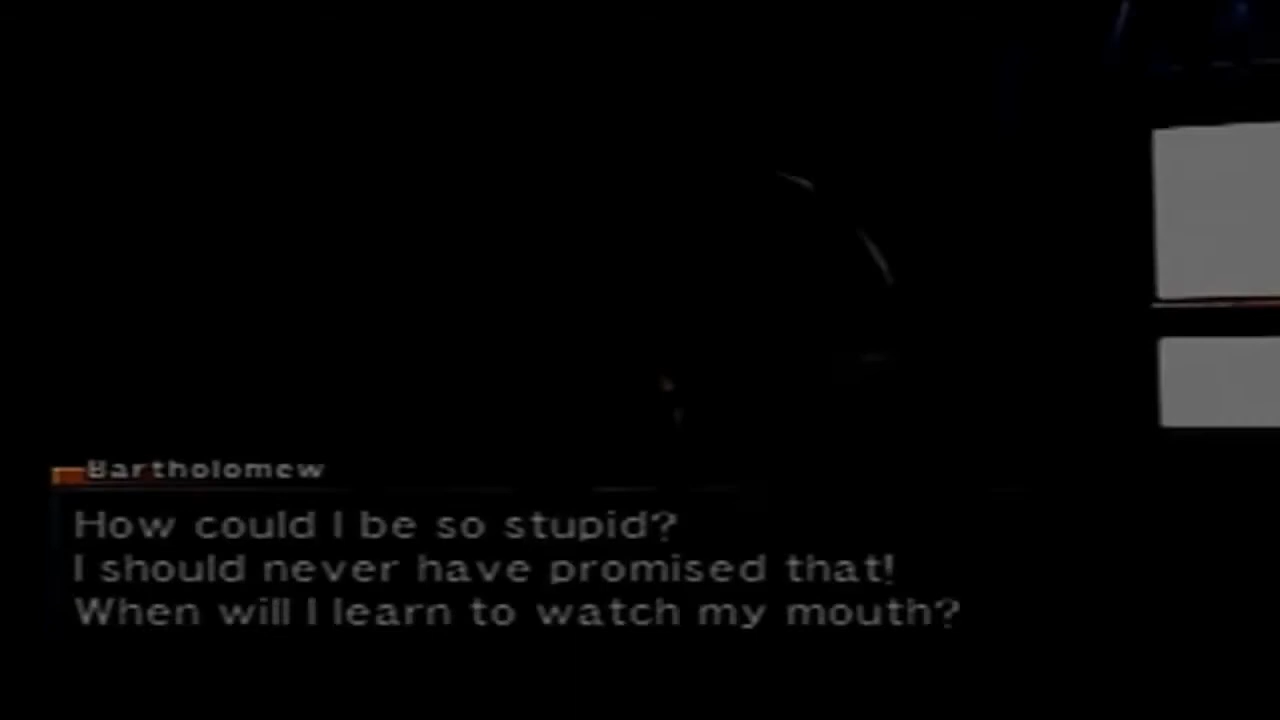 Bartholomew
How could I be so stupid?
I should never have promised that!
When will I learn to watch my mouth?